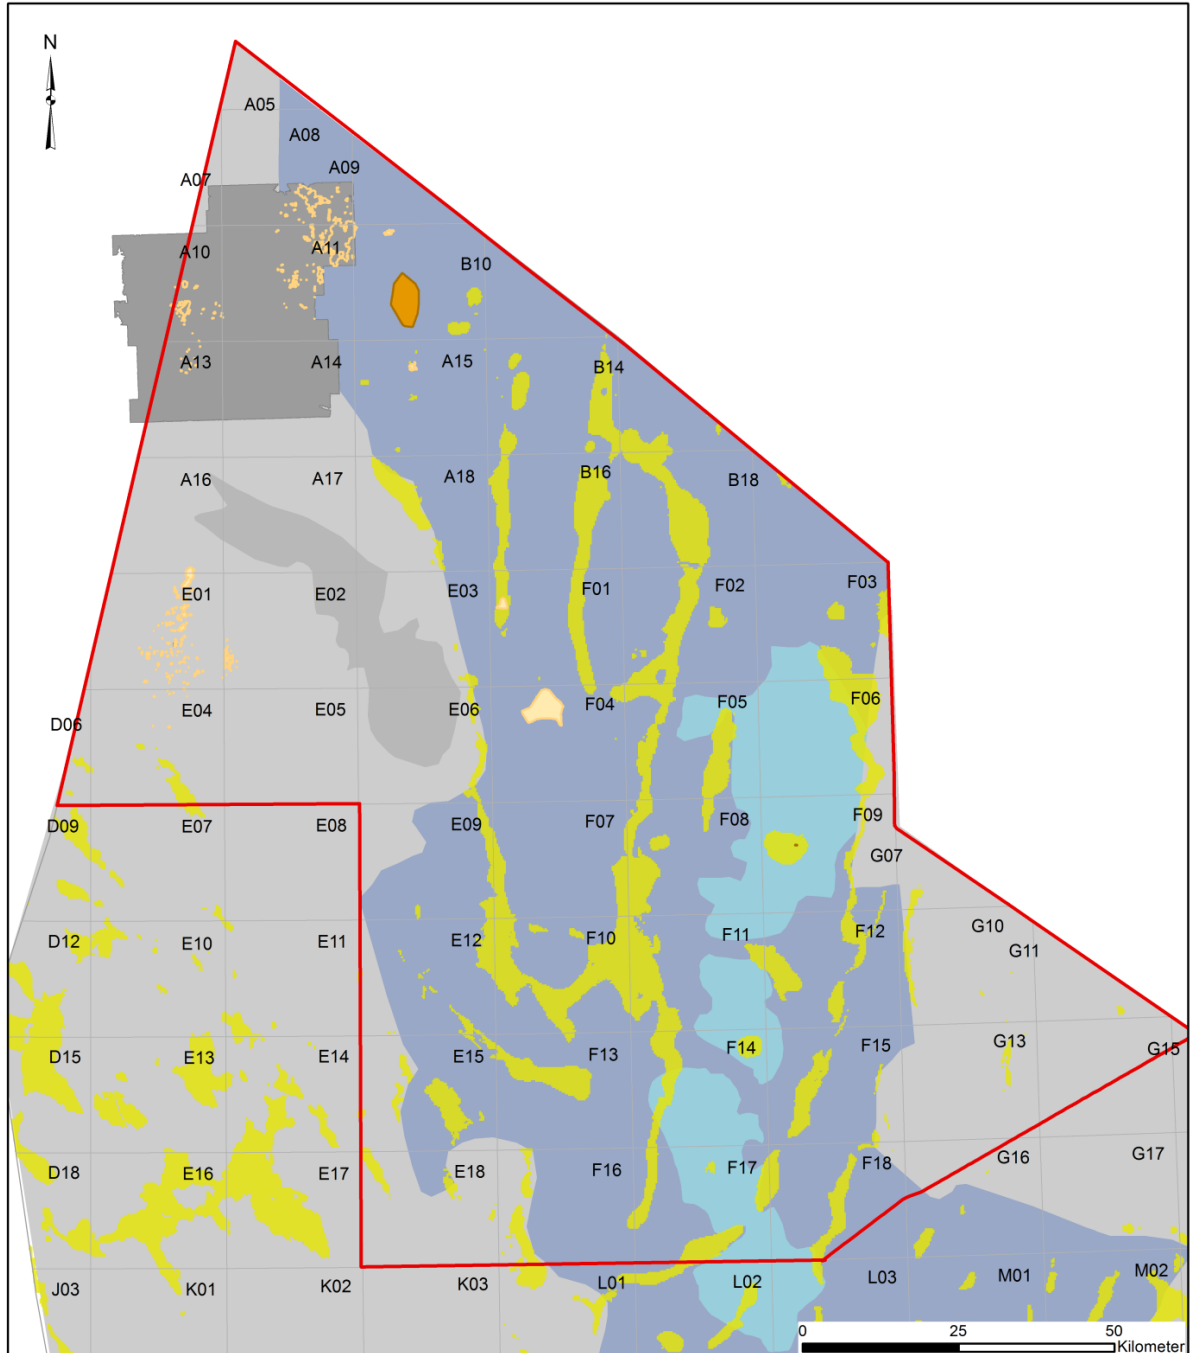 N
A05
A08
A09
A07
A10 A11
B10
A13 A14 A15 B14
A16 A17 A18 B16 B18
E01 E02 E03 F01 F02 F03
D06 E04 E05 E06 F04 F05 F06
D09 E07 E08 E09 F07 F08 F09
G07
D12 E10 E11 E12 F10 F11 F12 G10
G11
D15 E13 E14 E15 F13 F14 F15 G13 G15
D18 E16 E17 E18 F16 F17 F18 G16 G17
J03 K01 K02 K03 L01 L02 L03 M01 M02
0 25 50
Kilometer